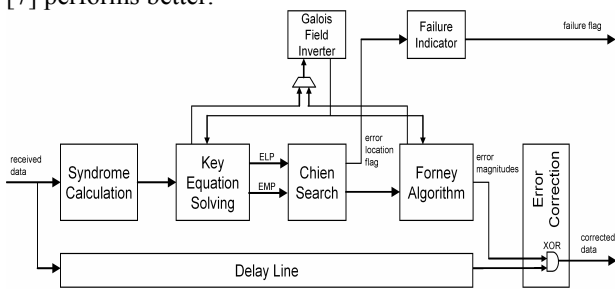 [7] performs better.
Galois
Field
Inverter
Failure
Indicator
failure flag
received
data
Syndrome
Calculation
Key
Equation
Solving
ELP
EMP
Chien
Search
error
location
flag
Forney
Algorithm
error
magnitudes
Error
Correction
XOR
corrected
data
Delay Line